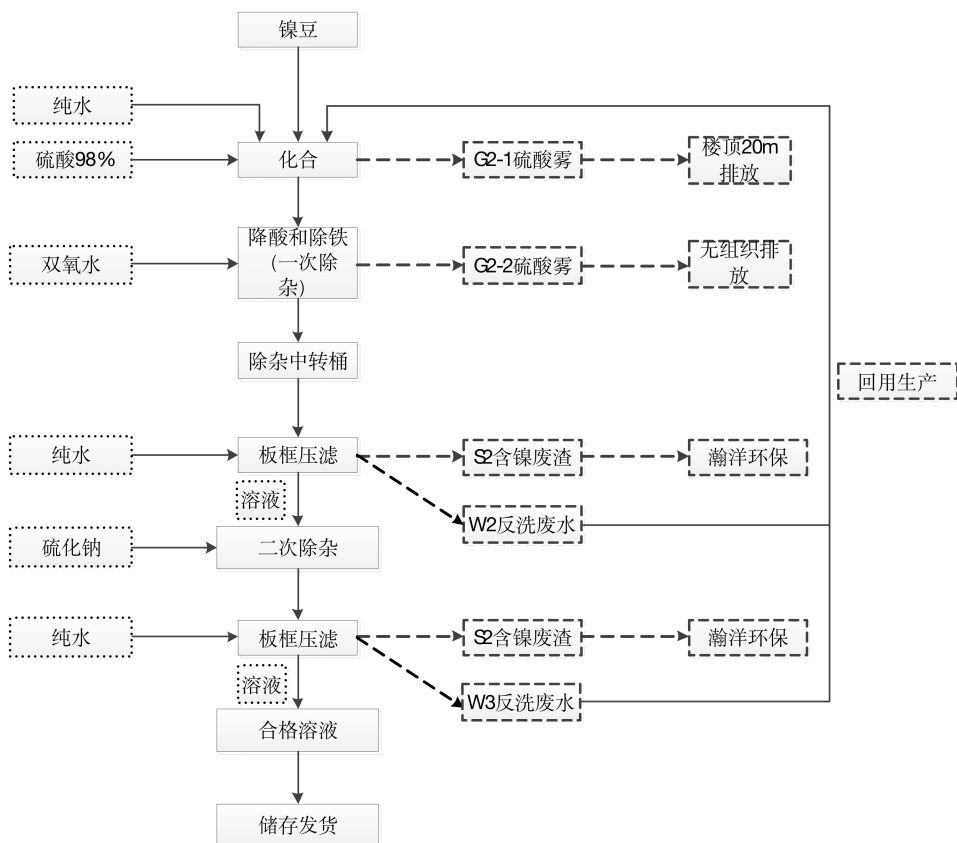 镍豆
纯水
硫酸98%
化合
G2-1硫酸雾
楼顶20m
排放
双氧水
降酸和除铁
(一次除
杂)
G2-2硫酸雾
无组织排
放
除杂中转桶
回用生产
纯水
板框压滤
S2含镍废渣
瀚洋环保
溶液
W2反洗废水
硫化钠
二次除杂
纯水
板框压滤
S2含镍废渣
瀚洋环保
溶液
W3反洗废水
合格溶液
储存发货